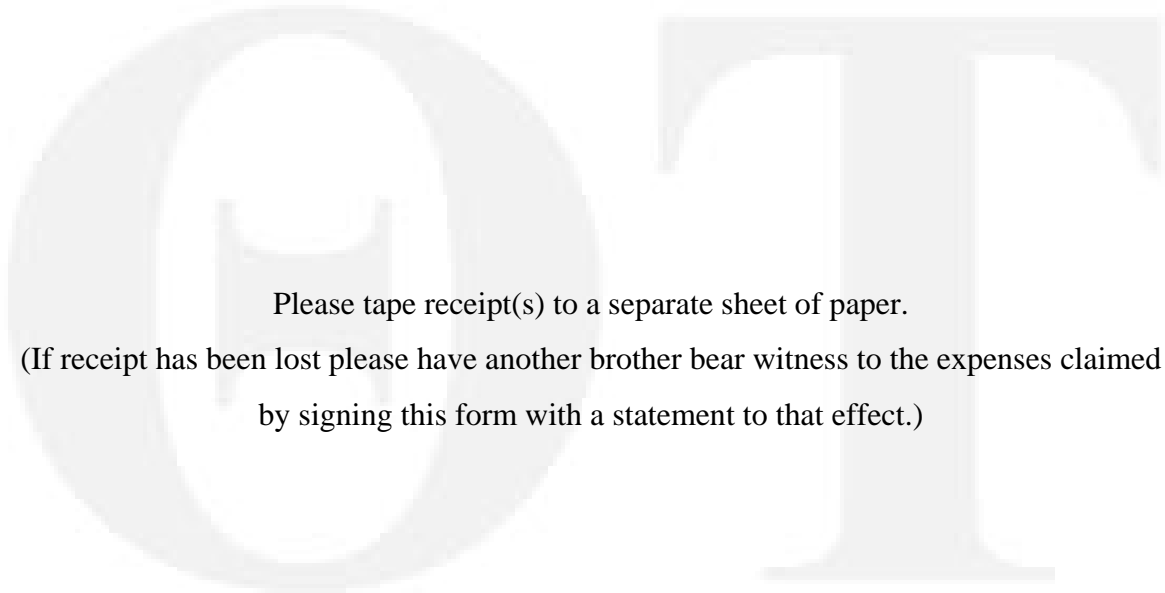 ΘΤ
Please tape receipt(s) to a separate sheet of paper.
(If receipt has been lost please have another brother bear witness to the expenses claimed
by signing this form with a statement to that effect.)